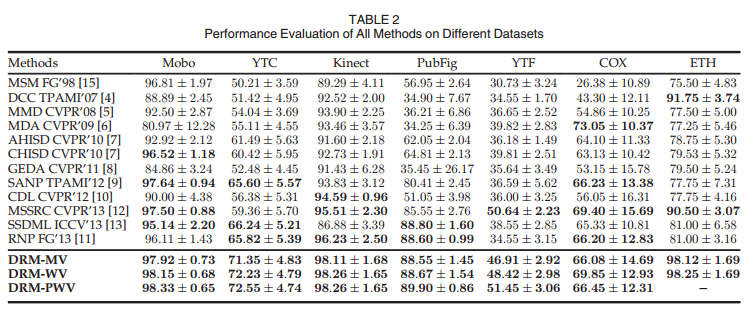 TABLE 2
Performance Evaluation of All Methods on Different Datasets
Methods Mobo YTC Kinect PubFig YTF COX ETH
MSM FG'98 [15] 96.81 ± 1.97 50.21 ± 3.59 89.29 ± 4.11 56.95 ± 2.64 30.73 ± 3.24 26.38 ± 10.89 75.50 ± 4.83
DCC TPAMI'07 [4] 88.89 ± 2.45 51.42 ± 4.95 92.52 ± 2.00 34.90 ± 7.67 34.55 ± 1.70 43.30 ± 12.11 91.75 ± 3.74
MMD CVPR'08 [5] 92.50 ± 2.87 54.04 ± 3.69 93.90 ± 2.25 36.21 ± 6.86 36.65 ± 2.52 54.86 ± 10.25 77.50 ± 5.00
MDA CVPR'09 [6] 80.97 ± 12.28 55.11 ± 4.55 93.46 ± 3.57 34.25 ± 6.39 39.82 ± 2.83 73.05 ± 10.37 77.25 ± 5.46
AHISD CVPR'10 [7] 92.92 ± 2.12 61.49 ± 5.63 91.60 ± 2.18 62.05 ± 2.04 36.18 ± 1.49 64.10 ± 11.33 78.75 ± 5.30
CHISD CVPR'10 [7] 96.52 ± 1.18 60.42 ± 5.95 92.73 ± 1.91 64.81 ± 2.13 39.81 ± 2.51 63.13 ± 10.42 79.53 ± 5.32
GEDA CVPR'11 [8] 84.86 ± 3.24 52.48 ± 4.45 91.43 ± 6.28 35.45 ± 26.17 35.64 ± 3.49 53.15 ± 15.78 79.50 ± 5.24
SANP TPAMI'12 [9] 97.64 ± 0.94 65.60 ± 5.57 93.83 ± 3.12 80.41 ± 2.45 36.59 ± 5.62 66.23 ± 13.38 77.75 ± 7.31
CDL CVPR'12 [10] 90.00 ± 4.38 56.38 ± 5.31 94.59 ± 0.96 51.05 ± 3.98 36.00 ± 3.25 56.05 ± 16.31 77.75 ± 4.16
MSSRC CVPR'13 [12] 97.50 ± 0.88 59.36 ± 5.70 95.51 ± 2.30 85.55 ± 2.76 50.64 ± 2.23 69.40 ± 15.69 90.50 ± 3.07
SSDML ICCV'13 [13] 95.14 ± 2.20 66.24 ± 5.21 86.88 ± 3.39 88.80 ± 1.60 38.55 ± 2.85 65.33 ± 10.81 81.00 ± 6.58
RNP FG'13 [11] 96.11 ± 1.43 65.82 ± 5.39 96.23 ± 2.50 88.60 ± 0.99 34.55 ± 3.15 66.20 ± 12.83 81.00 ± 3.16
DRM-MV 97.92 ± 0.73 71.35 ± 4.83 98.11 ± 1.68 88.55 ± 1.45 46.91 ± 2.92 66.08 ± 14.69 98.12 ± 1.69
DRM-WV 98.15 ± 0.68 72.23 ± 4.79 98.26 ± 1.65 88.67 ± 1.54 48.42 ± 2.98 69.85 ± 12.93 98.25 ± 1.69
DRM-PWV 98.33 ± 0.65 72.55 ± 4.74 98.26 ± 1.65 89.90 ± 0.86 51.45 ± 3.06 66.45 ± 12.31 –